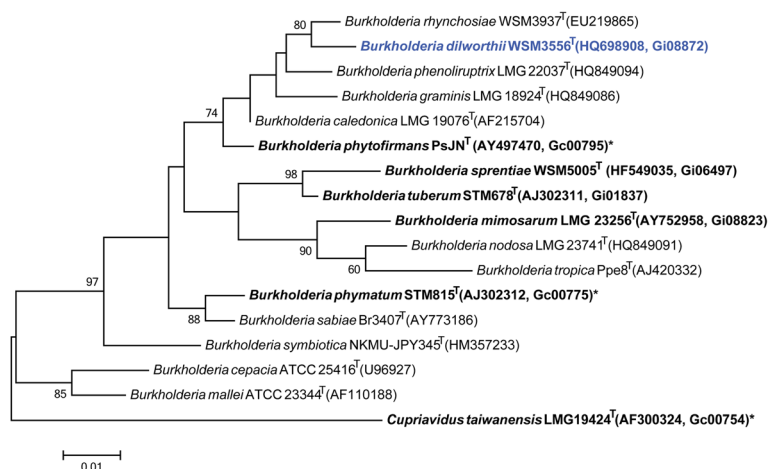 80
Burkholderia rhynchosiae WSM3937T(EU219865)
Burkholderia dilworthii WSM3556T(HQ698908, Gi08872)
Burkholderia phenoliruptrix LMG 22037T(HQ849094)
Burkholderia graminis LMG 18924T(HQ849086)
74
Burkholderia caledonica LMG 19076T(AF215704)
Burkholderia phytofirmans PsJNT (AY497470, Gc00795)*
98
Burkholderia sprentiae WSM5005T (HF549035, Gi06497)
Burkholderia tuberum STM678T(AJ302311, Gi01837)
Burkholderia mimosarum LMG 23256T(AY752958, Gi08823)
90
Burkholderia nodosa LMG 23741T(HQ849091)
60
Burkholderia tropica Ppe8T(AJ420332)
97
Burkholderia phymatum STM815T(AJ302312, Gc00775)*
88
Burkholderia sabiae Br3407T(AY773186)
Burkholderia symbiotica NKMU-JPY345T(HM357233)
Burkholderia cepacia ATCC 25416T(U96927)
85
Burkholderia mallei ATCC 23344T(AF110188)
Cupriavidus taiwanensis LMG19424T(AF300324, Gc00754)*
0.01